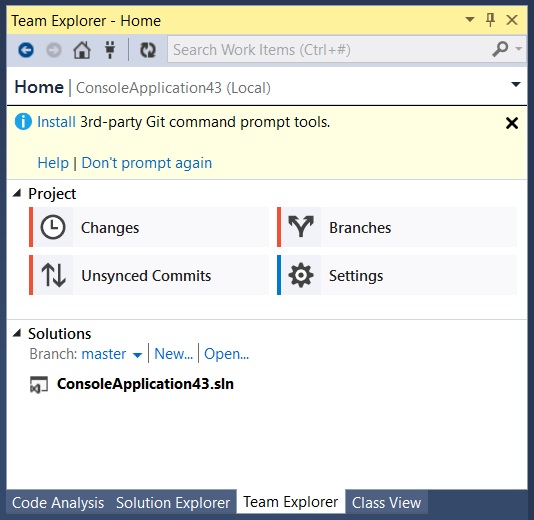 Team Explorer - Home
Search Work Items (Ctrl+#)
Home | ConsoleApplication43 (Local)
Install 3rd-party Git command prompt tools.
Help | Don't prompt again
Project
Changes
Branches
Unsynced Commits
Settings
Solutions
Branch: master | New... | Open...
ConsoleApplication43.sln
Code Analysis Solution Explorer Team Explorer Class View